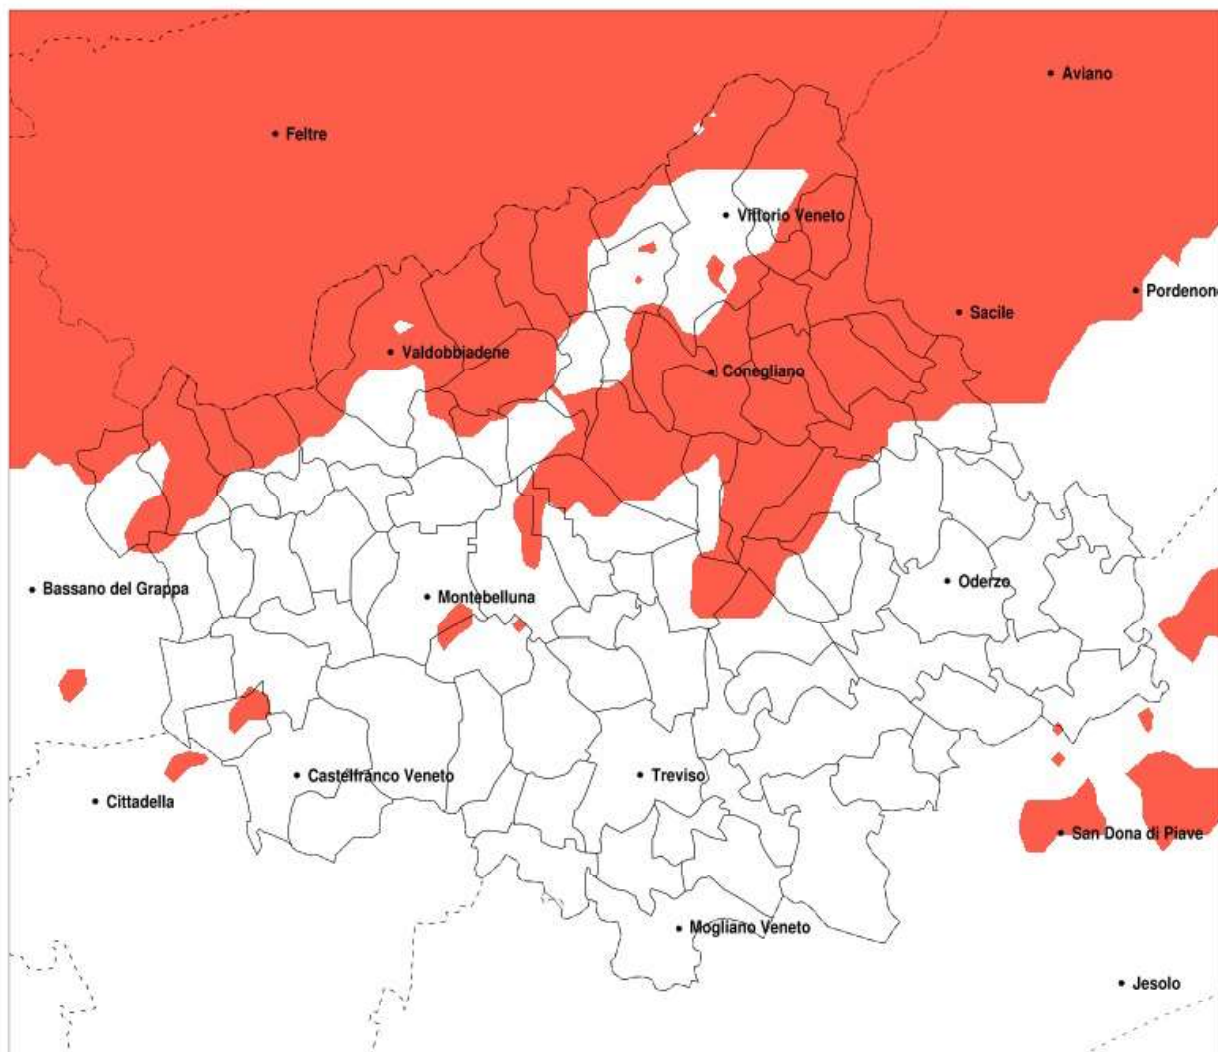 Aviano
Feltre
Vittorio Veneto
Pordenone
Sacile
Valdobbiadene
Conegliano
Oderzo
Bassano del Grappa
Montebelluna
Castelfranco Veneto
Treviso
Cittadella
San Dona di Piave
Mogliano Veneto
Jesolo